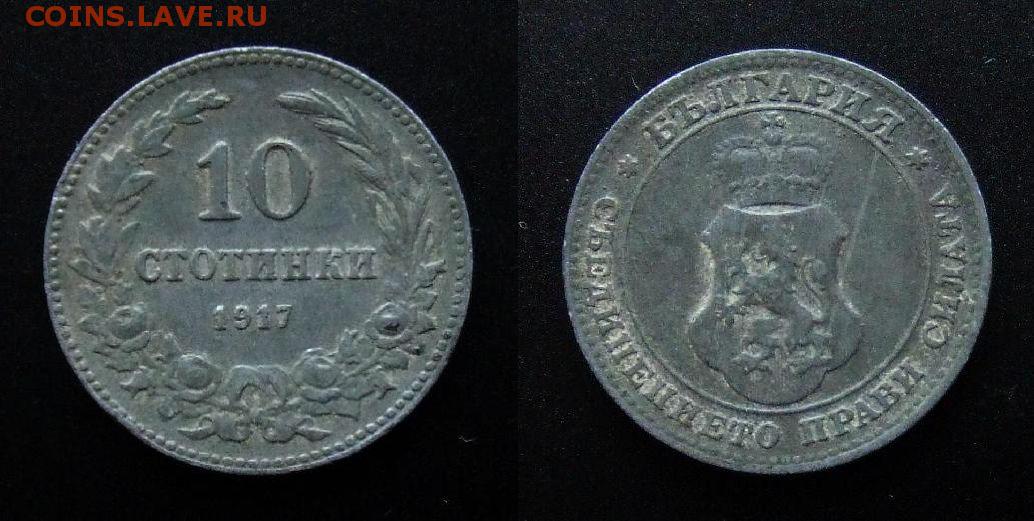 COINS.LAVE.RU
10
СТОТИНКИ
1917
БЪЛГАРИЯ
СЪЕДИНЕНИЕТО ПРАВИ СИЛАТА